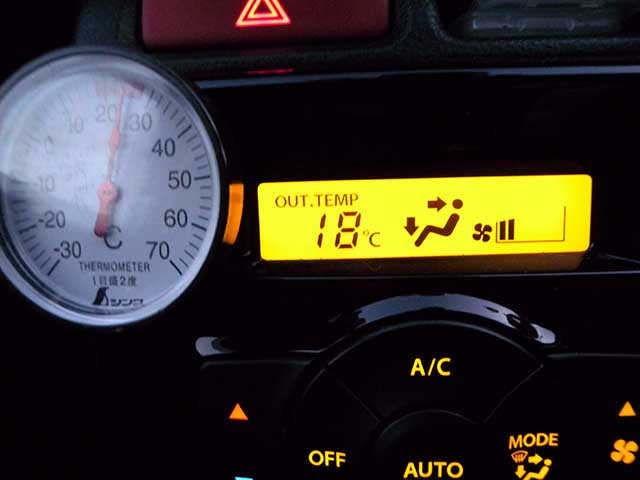 -30
-20
-10
0
10
20
30
40
50
60
70
°C
THERMOMETER
1目盛2度
シンワ
OUT.TEMP
18°C
A/C
OFF
AUTO
MODE